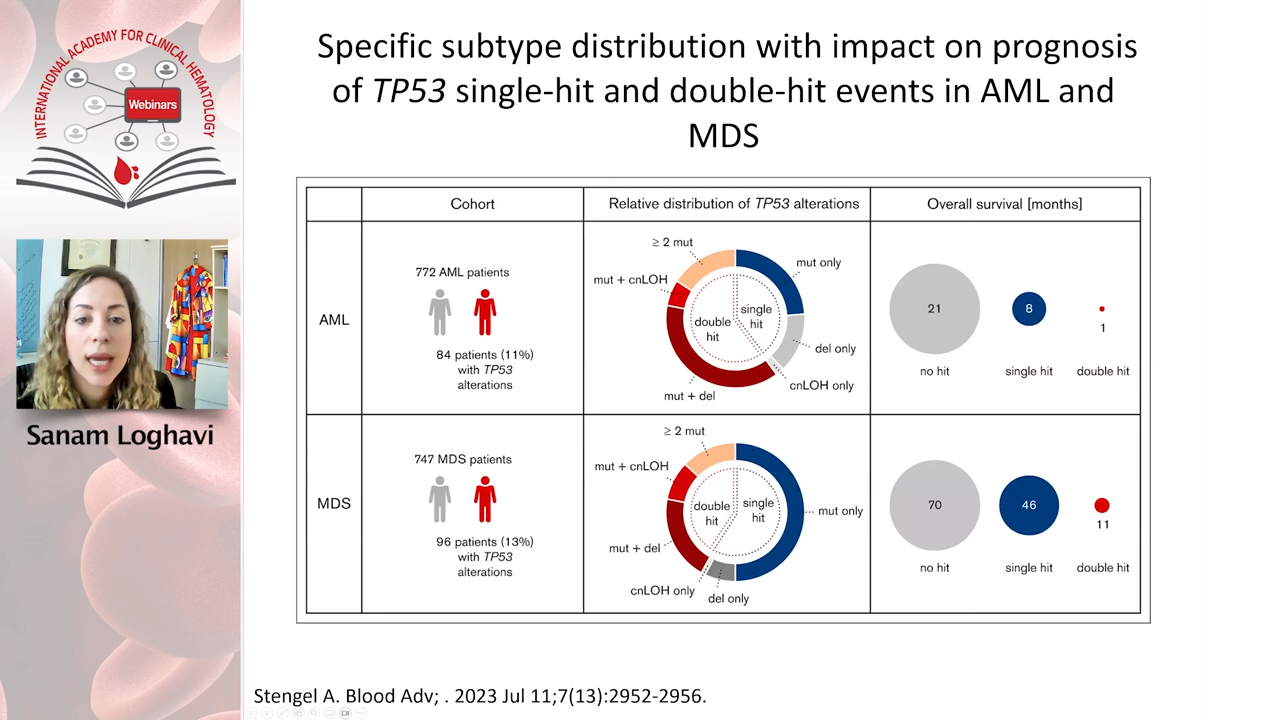 INTERNATIONAL ACADEMY FOR CLINICAL HEMATOLOGY
Webinars
Sanam Loghavi
Specific subtype distribution with impact on prognosis
of TP53 single-hit and double-hit events in AML and
MDS
Cohort
Relative distribution of TP53 alterations
Overall survival [months]
AML
772 AML patients
84 patients (11%)
with TP53
alterations
≥ 2 mut
mut only
mut + cnLOH
single
hit
double
hit
del only
cnLOH only
mut + del
21
8
1
no hit
single hit
double hit
MDS
747 MDS patients
96 patients (13%)
with TP53
alterations
≥ 2 mut
mut + cnLOH
double
hit
single
hit
mut only
mut + del
cnLOH only
del only
70
46
11
no hit
single hit
double hit
Stengel A. Blood Adv; . 2023 Jul 11;7(13):2952-2956.